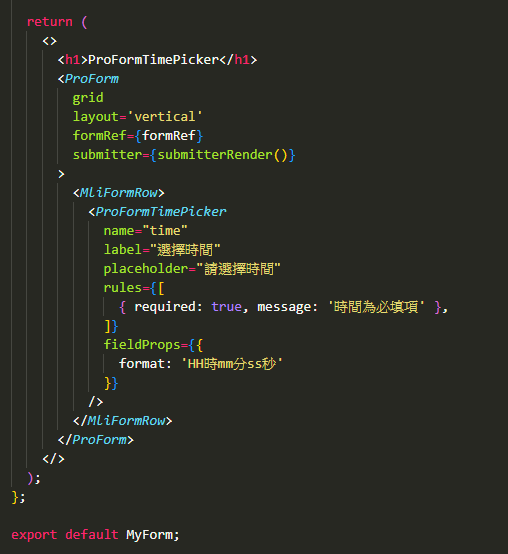 return (
<>
<h1>ProFormTimePicker</h1>
<ProForm
grid
layout='vertical'
formRef={formRef}
submitter={submitterRender()}
>
<MliFormRow>
<ProFormTimePicker
name="time"
label="選擇時間"
placeholder="請選擇時間"
rules={[
{ required: true, message: '時間為必填項' },
]}
fieldProps={{
format: 'HH時mm分ss秒'
}}
/>
</MliFormRow>
</ProForm>
</>
);
};
export default MyForm;